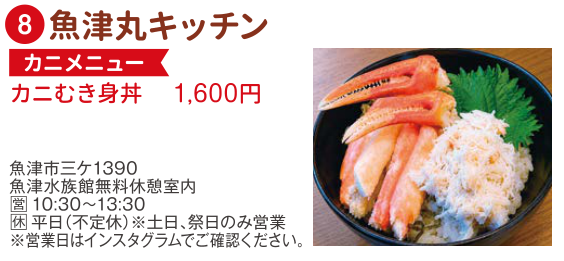 8 魚津丸キッチン
カニメニュー
カニむき身丼 1,600円
魚津市三ケ1390
魚津水族館無料休憩室内
営 10:30～13:30
休 平日(不定休)※土日、祭日のみ営業
※営業日はインスタグラムでご確認ください。